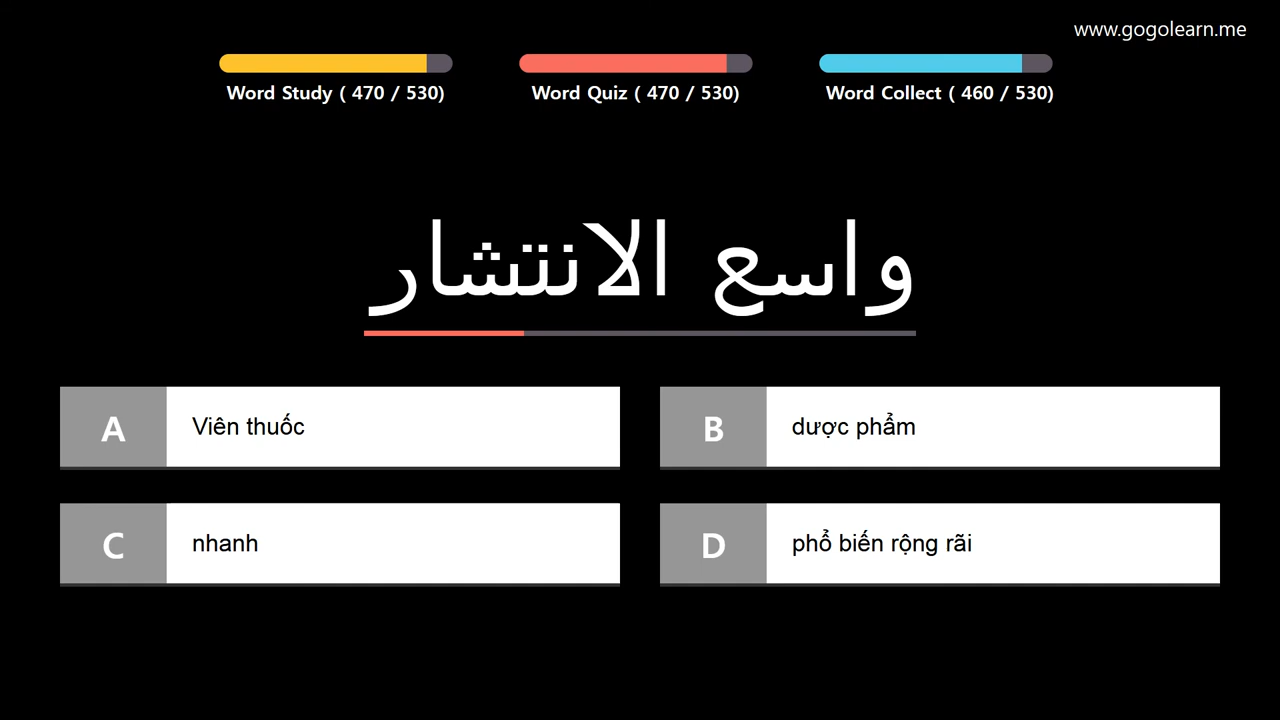 www.gogolearn.me
Word Study ( 470 / 530)
Word Quiz ( 470 / 530)
Word Collect ( 460 / 530)
واسع الانتشار
A Viên thuốc
B dược phẩm
C nhanh
D phổ biến rộng rãi